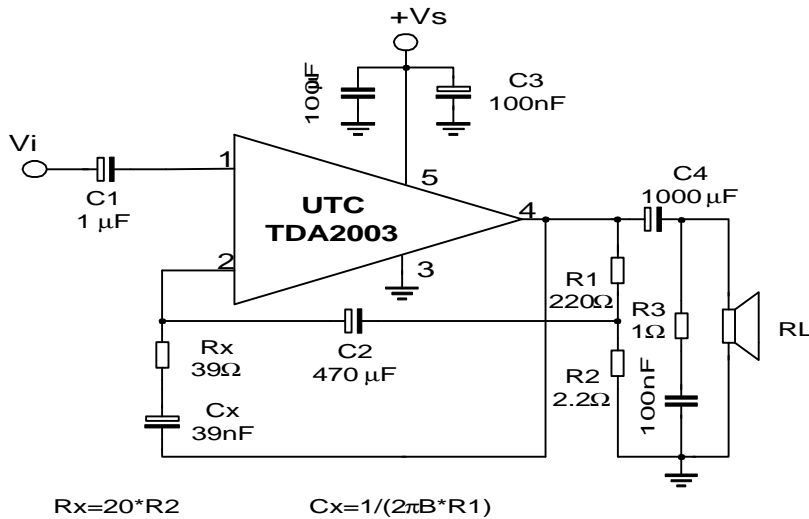 +Vs
C3
100nF
Vi
1
C1
1 µF
UTC
TDA2003
5
4
C4
1000 µF
2
3
R1
220Ω
R3
1Ω
RL
Rx
39Ω
C2
470 µF
R2
2.2Ω
100nF
Cx
39nF
Rx=20*R2
Cx=1/(2πB*R1)